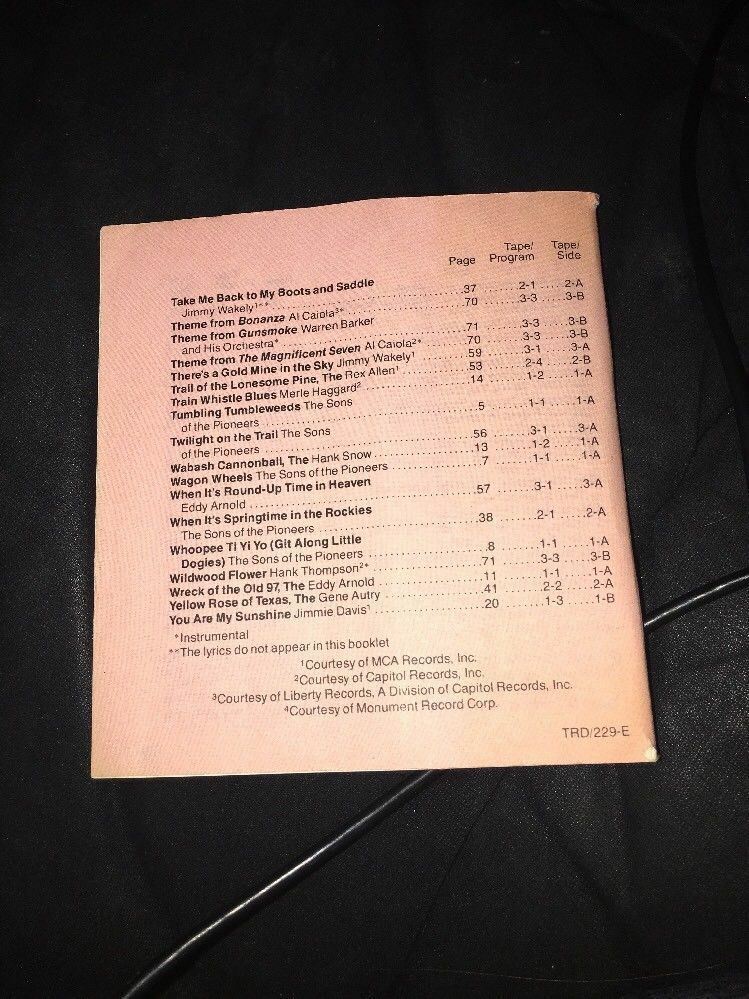 Tape/ Tape/
Page Program Side
Take Me Back to My Boots and Saddle
Jimmy Wakely¹** ..... 37 ..... 2-1 ..... 2-A
Theme from Bonanza Al Caiola³* ..... 70 ..... 3-3 ..... 3-B
Theme from Gunsmoke Warren Barker
and His Orchestra* ..... 71 ..... 3-3 ..... 3-B
Theme from The Magnificent Seven Al Caiola²* ..... 70 ..... 3-3 ..... 3-B
There's a Gold Mine in the Sky Jimmy Wakely¹ ..... 59 ..... 3-1 ..... 3-A
Trail of the Lonesome Pine, The Rex Allen¹ ..... 53 ..... 2-4 ..... 2-B
Train Whistle Blues Merle Haggard² ..... 14 ..... 1-2 ..... 1-A
Tumbling Tumbleweeds The Sons
of the Pioneers ..... 5 ..... 1-1 ..... 1-A
Twilight on the Trail The Sons
of the Pioneers ..... 56 ..... 3-1 ..... 3-A
Wabash Cannonball, The Hank Snow ..... 13 ..... 1-2 ..... 1-A
Wagon Wheels The Sons of the Pioneers ..... 7 ..... 1-1 ..... 1-A
When It's Round-Up Time in Heaven
Eddy Arnold ..... 57 ..... 3-1 ..... 3-A
When It's Springtime in the Rockies
The Sons of the Pioneers ..... 38 ..... 2-1 ..... 2-A
Whoopee Ti Yi Yo (Git Along Little
Dogies) The Sons of the Pioneers ..... 8 ..... 1-1 ..... 1-A
Wildwood Flower Hank Thompson²* ..... 71 ..... 3-3 ..... 3-B
Wreck of the Old 97, The Eddy Arnold ..... 11 ..... 1-1 ..... 1-A
Yellow Rose of Texas, The Gene Autry ..... 41 ..... 2-2 ..... 2-A
You Are My Sunshine Jimmie Davis¹ ..... 20 ..... 1-3 ..... 1-B
*Instrumental
**The lyrics do not appear in this booklet
¹Courtesy of MCA Records, Inc.
²Courtesy of Capitol Records, Inc.
³Courtesy of Liberty Records, A Division of Capitol Records, Inc.
⁴Courtesy of Monument Record Corp.
TRD/229-E